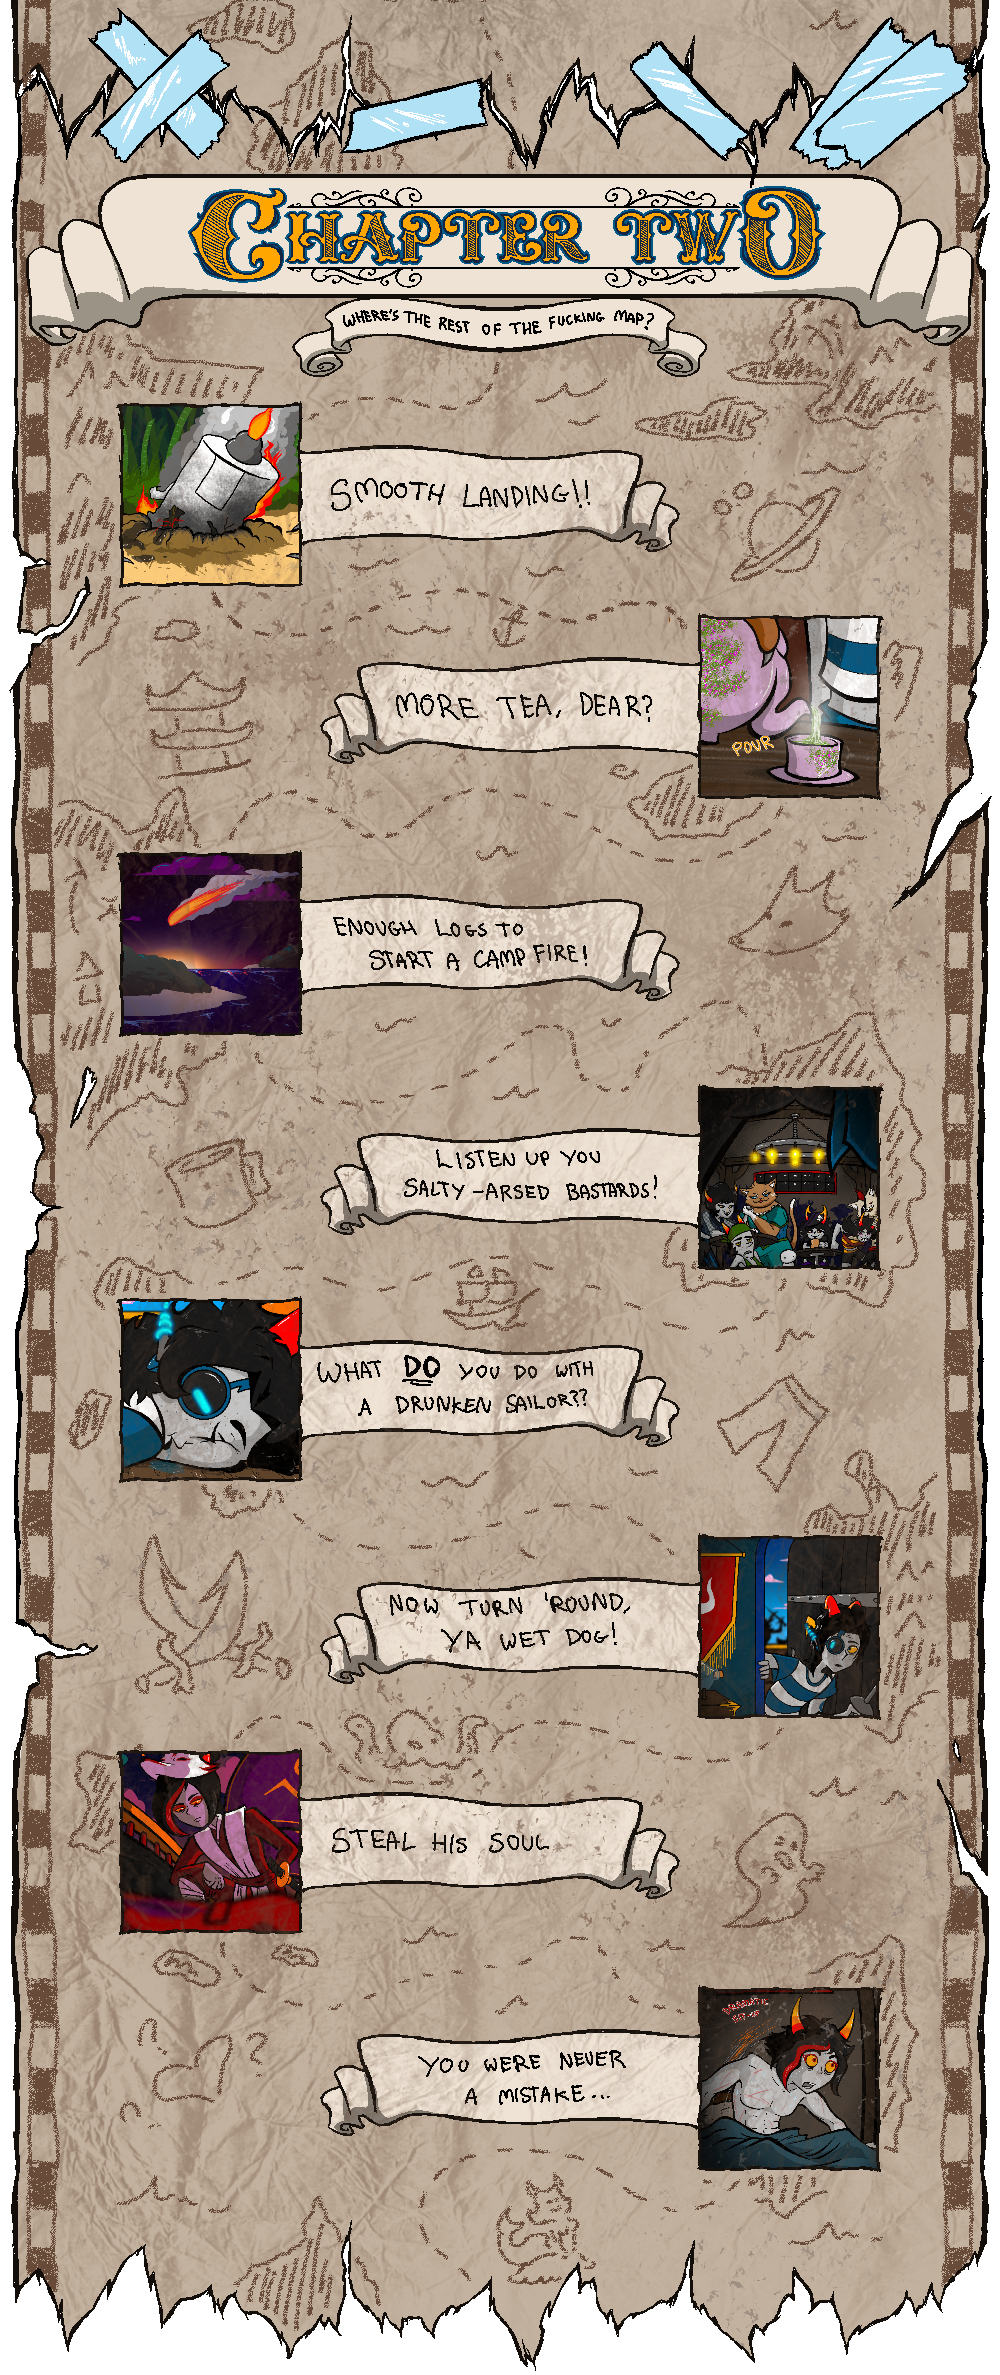 CHAPTER TWO
WHERE'S THE REST OF THE FUCKING MAP?
SMOOTH LANDING!!
MORE TEA, DEAR?
POUR
ENOUGH LOGS TO
START A CAMP FIRE!
LISTEN UP YOU
SALTY-ARSED BASTARDS!
WHAT DO YOU DO WITH
A DRUNKEN SAILOR??
NOW TURN 'ROUND,
YA WET DOG!
STEAL HIS SOUL
YOU WERE NEVER
A MISTAKE...